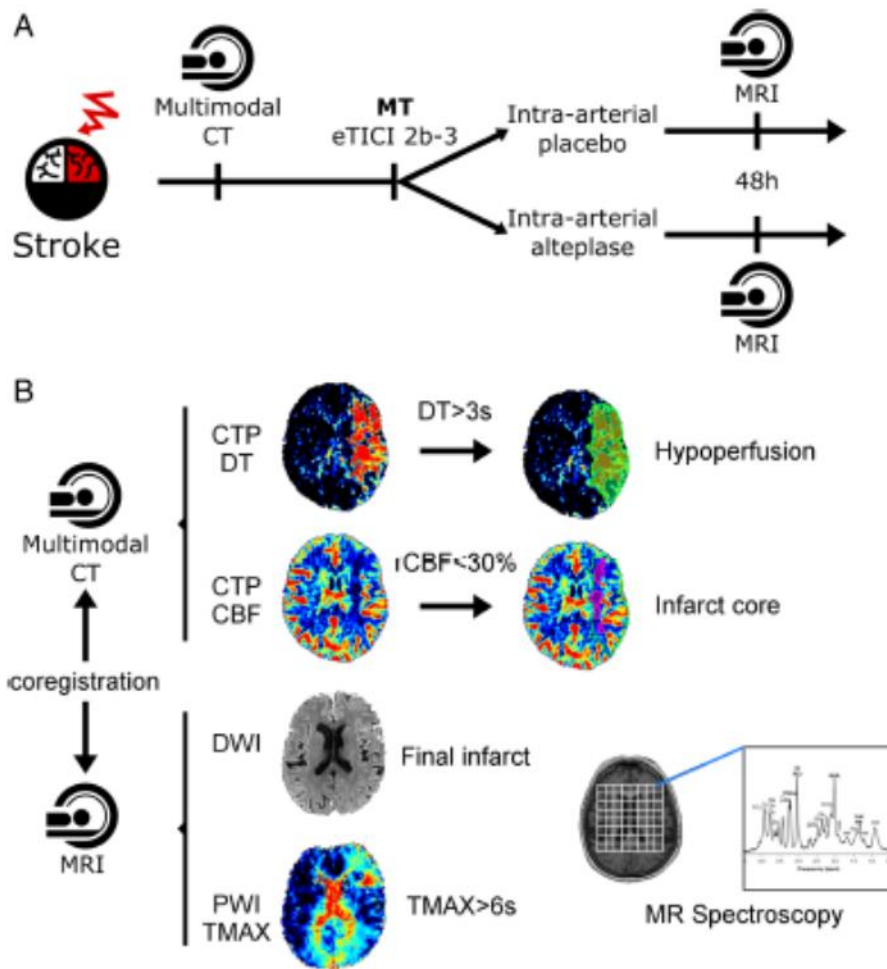 A
Multimodal
CT
MT
eTICI 2b-3
Intra-arterial
placebo
MRI
48h
Stroke
Intra-arterial
alteplase
MRI
B
CTP
DT
DT>3s
Hypoperfusion
Multimodal
CT
CTP
CBF
rCBF<30%
Infarct core
coregistration
DWI
Final infarct
MRI
PWI
TMAX
TMAX>6s
MR Spectroscopy